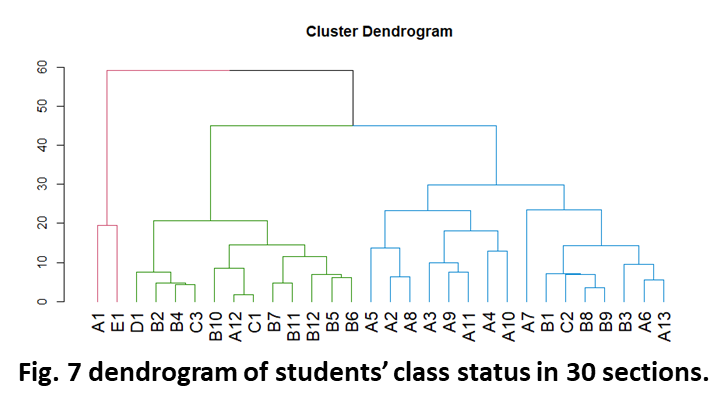 Cluster Dendrogram
60
50
40
30
20
10
0
A1 E1 D1 B2 B4 C3 B10 A12 C1 B7 B11 B12 B5 B6 A5 A2 A8 A3 A9 A11 A4 A10 A7 B1 C2 B8 B9 B3 A6 A13
Fig. 7 dendrogram of students’ class status in 30 sections.